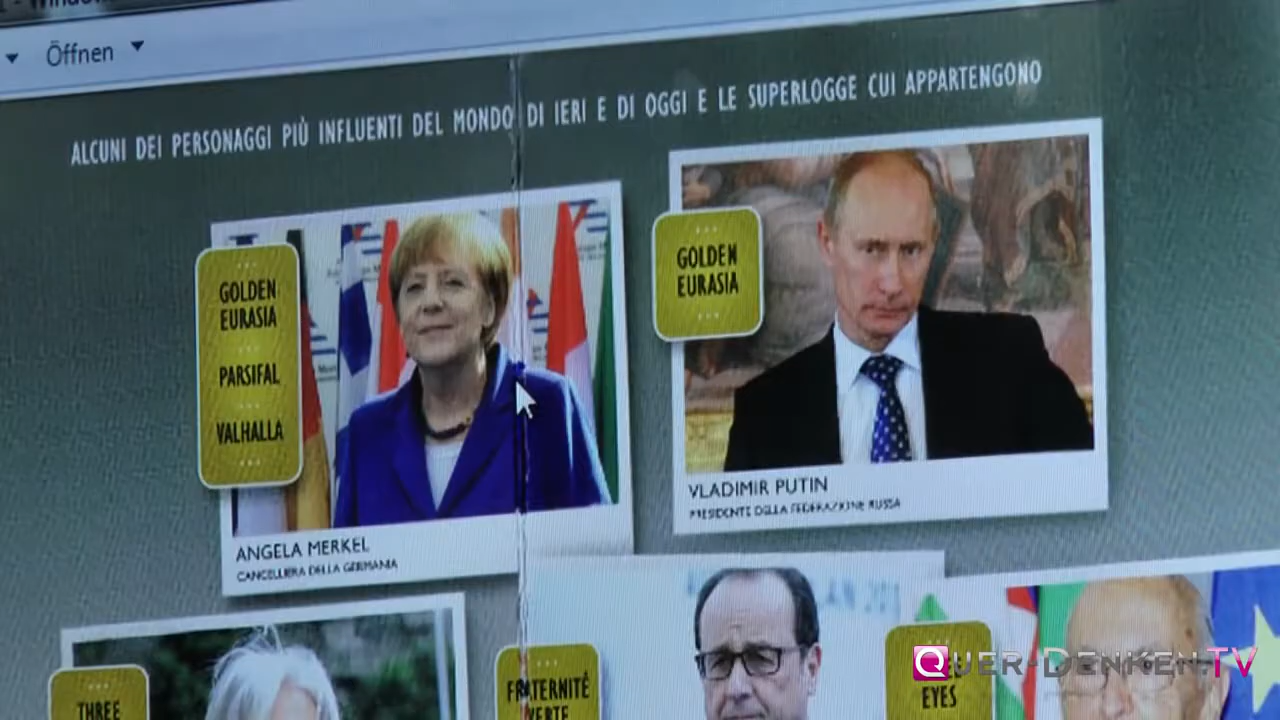 Öffnen
ALCUNI DEI PERSONAGGI PIÙ INFLUENTI DEL MONDO DI IERI E DI OGGI E LE SUPERLOGGE CUI APPARTENGONO
GOLDEN
EURASIA
PARSIFAL
VALHALLA
ANGELA MERKEL
CANCELLIERA DELLA GERMANIA
GOLDEN
EURASIA
VLADIMIR PUTIN
PRESIDENTE DELLA FEDERAZIONE RUSSA
THREE
FRATERNITÉ
VERTE
EYES
QUER-DENKEN.TV